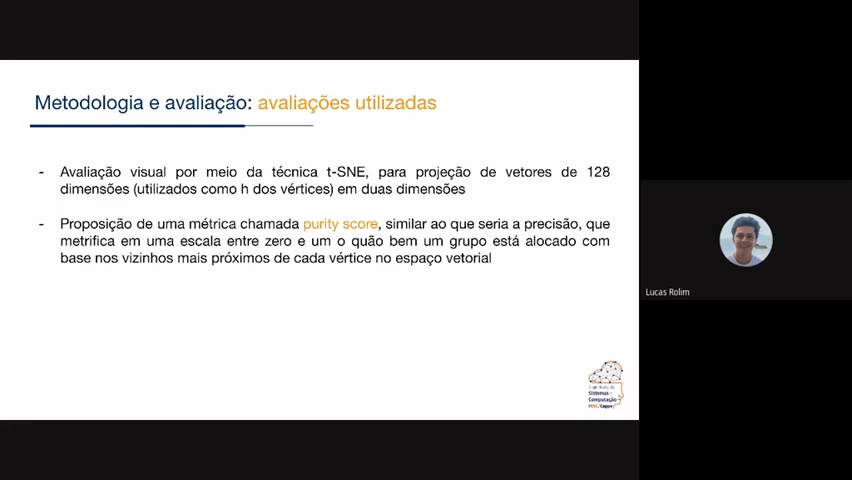 Metodologia e avaliação: avaliações utilizadas
- Avaliação visual por meio da técnica t-SNE, para projeção de vetores de 128
dimensões (utilizados como h dos vértices) em duas dimensões
- Proposição de uma métrica chamada purity score, similar ao que seria a precisão, que
metrifica em uma escala entre zero e um o quão bem um grupo está alocado com
base nos vizinhos mais próximos de cada vértice no espaço vetorial
Lucas Rolim
Sistemas e
Computação